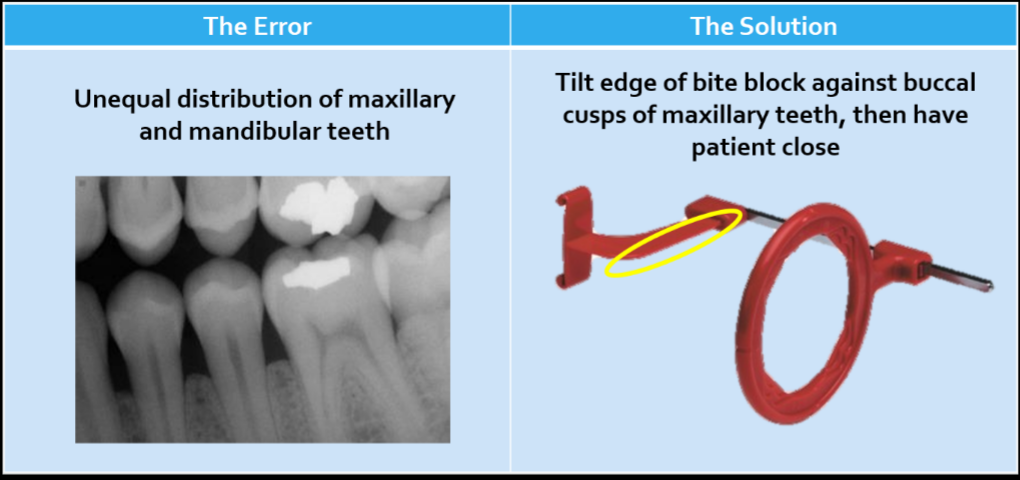 The Error
The Solution
Unequal distribution of maxillary
and mandibular teeth
Tilt edge of bite block against buccal
cusps of maxillary teeth, then have
patient close